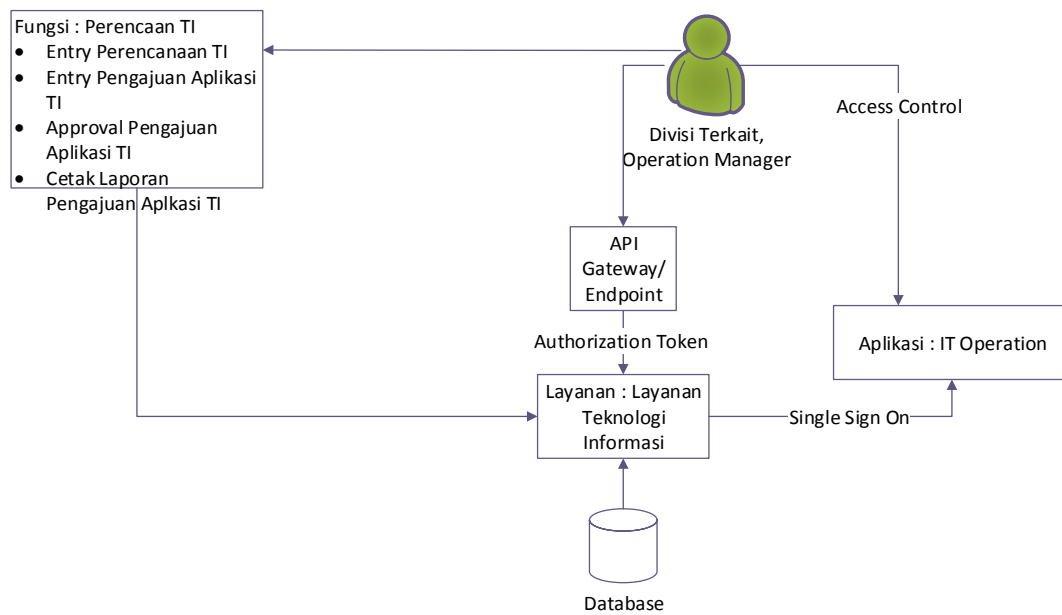 Fungsi : Perencaan TI
• Entry Perencanaan TI
• Entry Pengajuan Aplikasi
TI
• Approval Pengajuan
Aplikasi TI
• Cetak Laporan
Pengajuan Aplkasi TI
Divisi Terkait,
Operation Manager
Access Control
API
Gateway/
Endpoint
Authorization Token
Aplikasi : IT Operation
Layanan : Layanan
Teknologi
Informasi
Single Sign On
Database